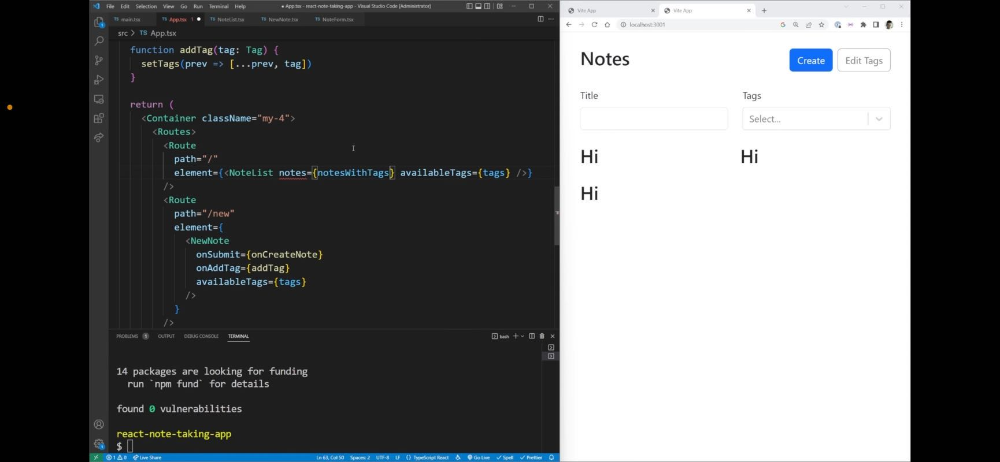 File Edit Selection View Go Run Terminal Help
● App.tsx - react-note-taking-app - Visual Studio Code [Administrator]
TS main.tsx
TS App.tsx 1 ●
TS NoteList.tsx
TS NewNote.tsx
TS NoteForm.tsx
src > TS App.tsx
function addTag(tag: Tag) {
setTags(prev => [...prev, tag])
}
return (
<Container className="my-4">
<Routes>
<Route
path="/"
element={<NoteList notes={notesWithTags} availableTags={tags} />}
/>
<Route
path="/new"
element={
<NewNote
onSubmit={onCreateNote}
onAddTag={addTag}
availableTags={tags}
/>
}
/>
PROBLEMS 1 OUTPUT DEBUG CONSOLE TERMINAL
bash
14 packages are looking for funding
run `npm fund` for details
found 0 vulnerabilities
react-note-taking-app
$
1 0 Live Share
Ln 63, Col 50 Spaces: 2 UTF-8 LF {} TypeScript React Go Live Spell Prettier
Vite App
Vite App
localhost:3001
Notes
Create
Edit Tags
Title
Tags
Select...
Hi
Hi
Hi